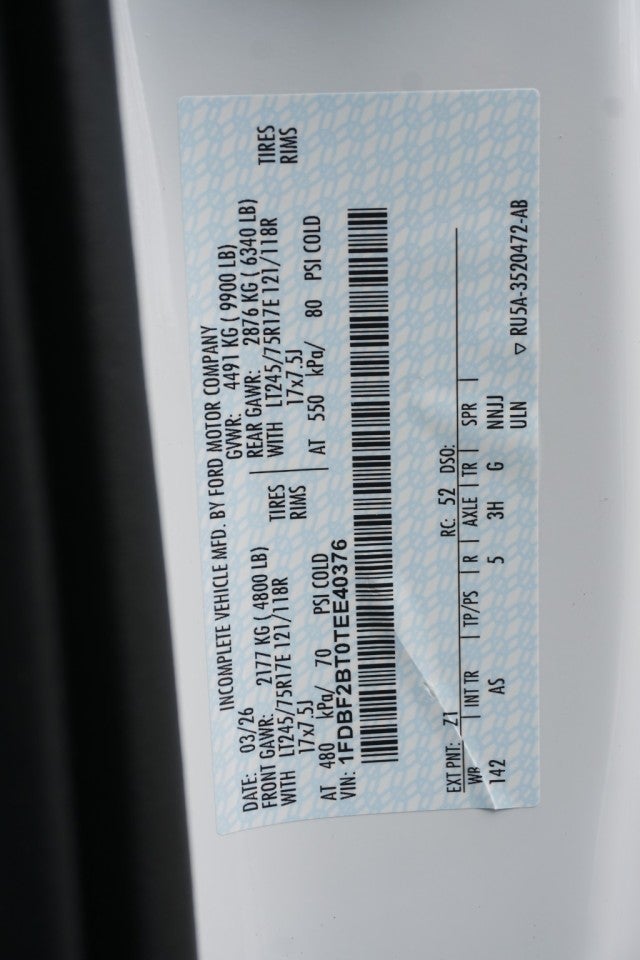 INCOMPLETE VEHICLE MFD. BY FORD MOTOR COMPANY
DATE: 03/26 GVWR: 4491 KG ( 9900 LB)
FRONT GAWR: 2177 KG ( 4800 LB) REAR GAWR: 2876 KG ( 6340 LB)
WITH LT245/75R17E 121/118R TIRES WITH LT245/75R17E 121/118R TIRES
17x7.5J RIMS 17x7.5J RIMS
AT 480 kPa/ 70 PSI COLD AT 550 kPa/ 80 PSI COLD
VIN: 1FDBF2BT0TEE40376
EXT PNT: Z1 RC: 52 DSO:
WB INT TR TP/PS R AXLE TR SPR
142 AS 5 3H G NNJJ
ULN ▽ RU5A-3520472-AB